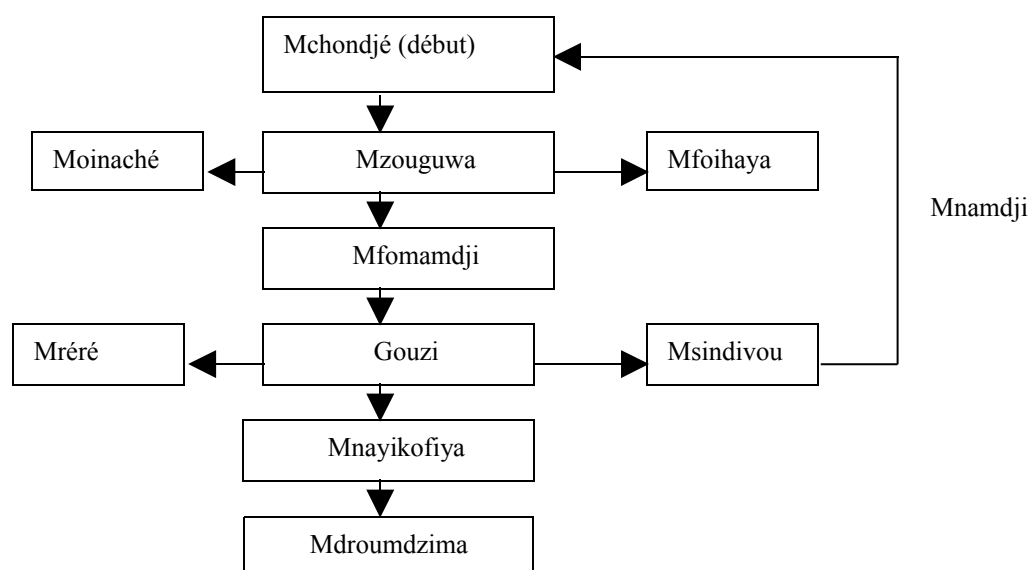 Mchondjé (début)
Moinaché
Mzouguwa
Mfoihaya
Mnamdji
Mfomamdji
Mréré
Gouzi
Msindivou
Mnayikofiya
Mdroumdzima